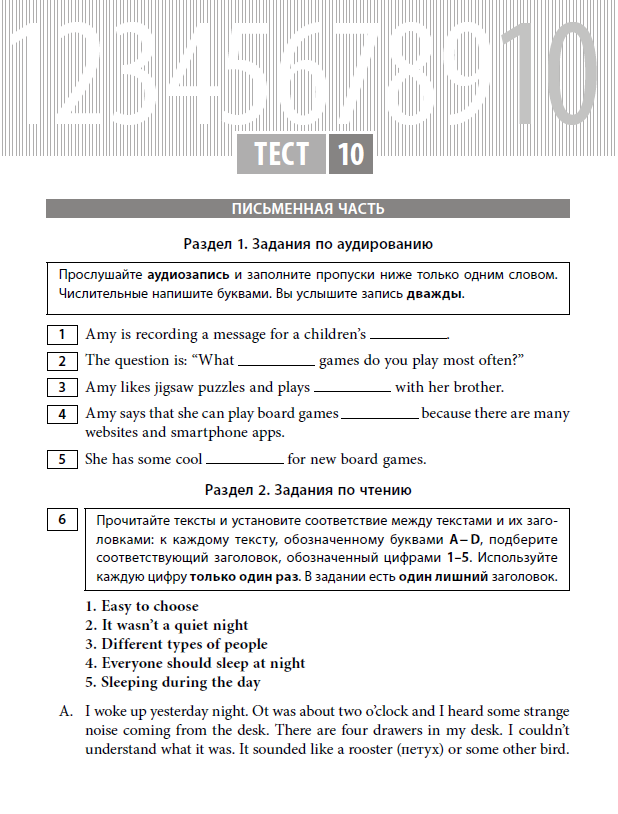 12345678910
ТЕСТ 10
ПИСЬМЕННАЯ ЧАСТЬ
Раздел 1. Задания по аудированию
Прослушайте аудиозапись и заполните пропуски ниже только одним словом.
Числительные напишите буквами. Вы услышите запись дважды.
1 Amy is recording a message for a children’s __________.
2 The question is: “What __________ games do you play most often?”
3 Amy likes jigsaw puzzles and plays __________ with her brother.
4 Amy says that she can play board games __________ because there are many
websites and smartphone apps.
5 She has some cool __________ for new board games.
Раздел 2. Задания по чтению
6 Прочитайте тексты и установите соответствие между текстами и их заго-
ловками: к каждому тексту, обозначенному буквами A–D, подберите
соответствующий заголовок, обозначенный цифрами 1–5. Используйте
каждую цифру только один раз. В задании есть один лишний заголовок.
1. Easy to choose
2. It wasn’t a quiet night
3. Different types of people
4. Everyone should sleep at night
5. Sleeping during the day
A. I woke up yesterday night. Ot was about two o’clock and I heard some strange
noise coming from the desk. There are four drawers in my desk. I couldn’t
understand what it was. It sounded like a rooster (петух) or some other bird.